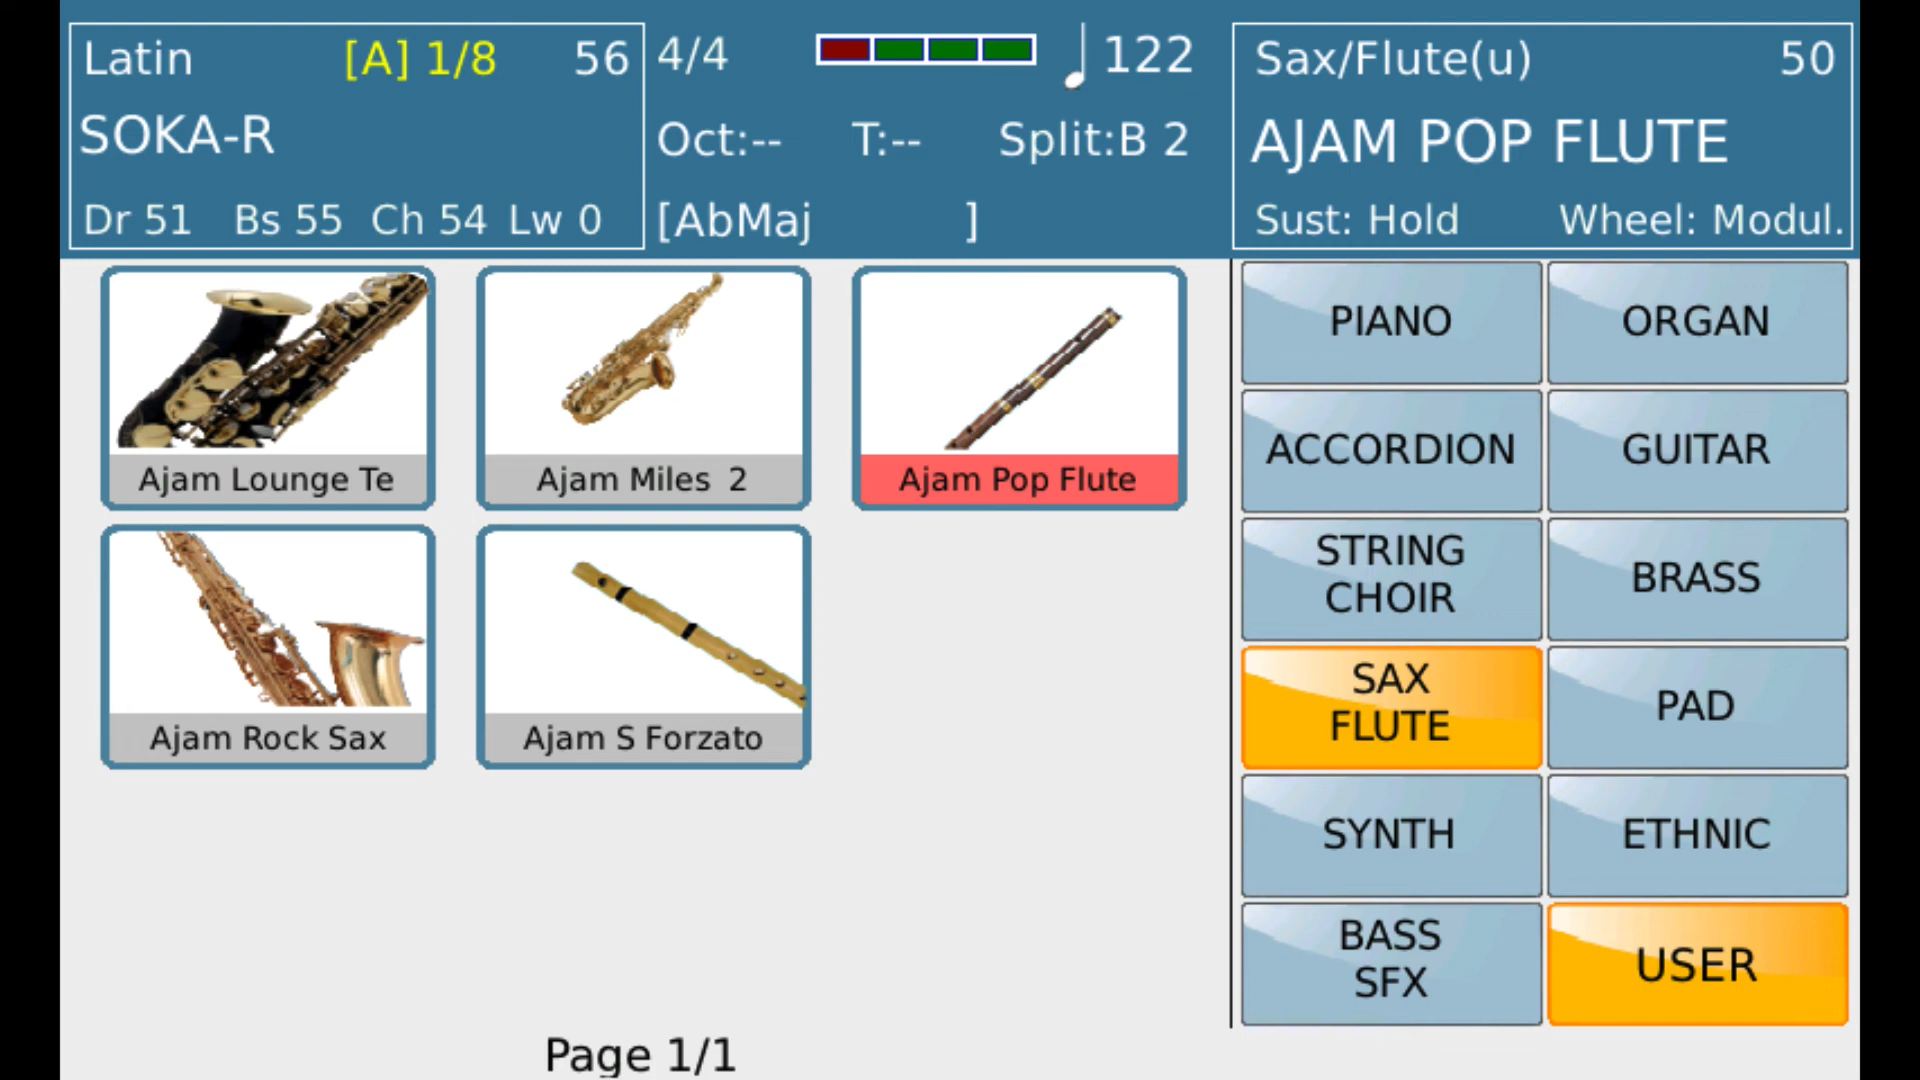 Latin [A] 1/8 56
SOKA-R
Dr 51 Bs 55 Ch 54 Lw 0
4/4 122
Oct:-- T:-- Split:B 2
[AbMaj ]
Sax/Flute(u) 50
AJAM POP FLUTE
Sust: Hold Wheel: Modul.
Ajam Lounge Te
Ajam Miles  2
Ajam Pop Flute
Ajam Rock Sax
Ajam S Forzato
PIANO
ORGAN
ACCORDION
GUITAR
STRING
CHOIR
BRASS
SAX
FLUTE
PAD
SYNTH
ETHNIC
BASS
SFX
USER
Page 1/1